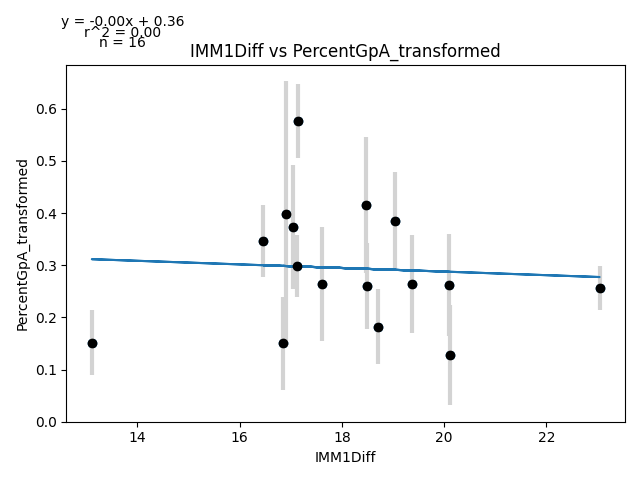 y = -0.00x + 0.36
r^2 = 0.00
n = 16
IMM1Diff vs PercentGpA_transformed
PercentGpA_transformed
0.6
0.5
0.4
0.3
0.2
0.1
0.0
14 16 18 20 22
IMM1Diff